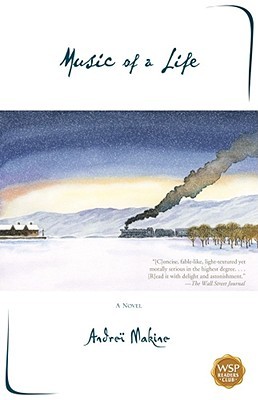 Music of a Life
"[C]oncise, fable-like, light-textured yet
morally serious in the highest degree. . . .
[R]ead it with delight and astonishment."
—The Wall Street Journal
A NOVEL
Andreï Makine
WSP
READERS
CLUB